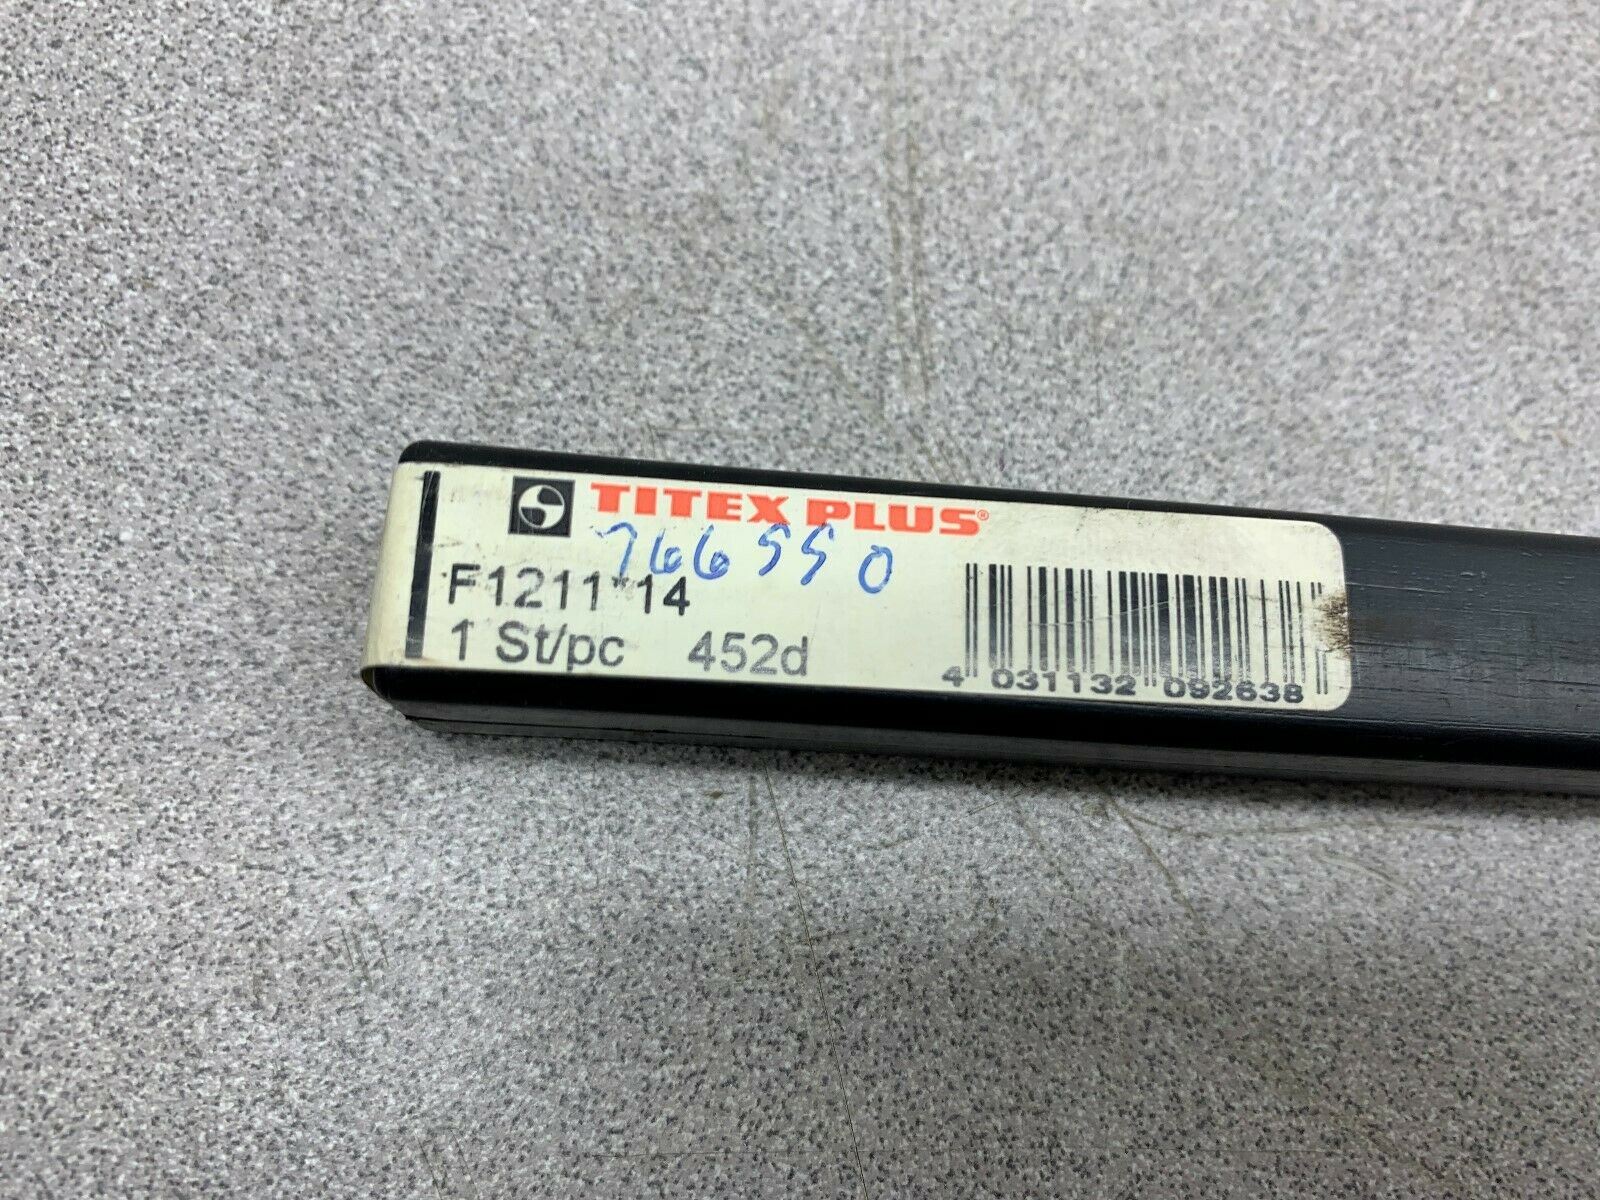 TITEX PLUS®
766550
F1211*14
1 St/pc 452d
4 031132 092638